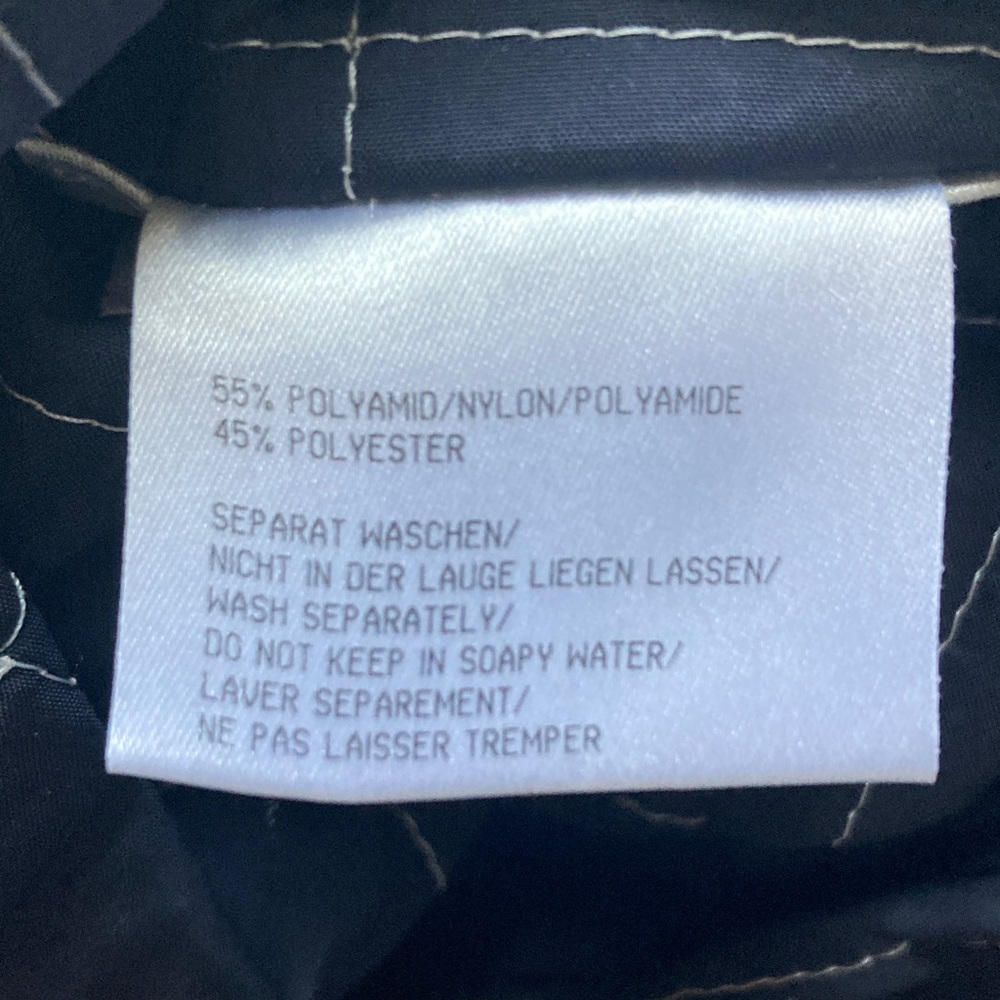 55% POLYAMID/NYLON/POLYAMIDE
45% POLYESTER
SEPARAT WASCHEN/
NICHT IN DER LAUGE LIEGEN LASSEN/
WASH SEPARATELY/
DO NOT KEEP IN SOAPY WATER/
LAVER SEPAREMENT/
NE PAS LAISSER TREMPER